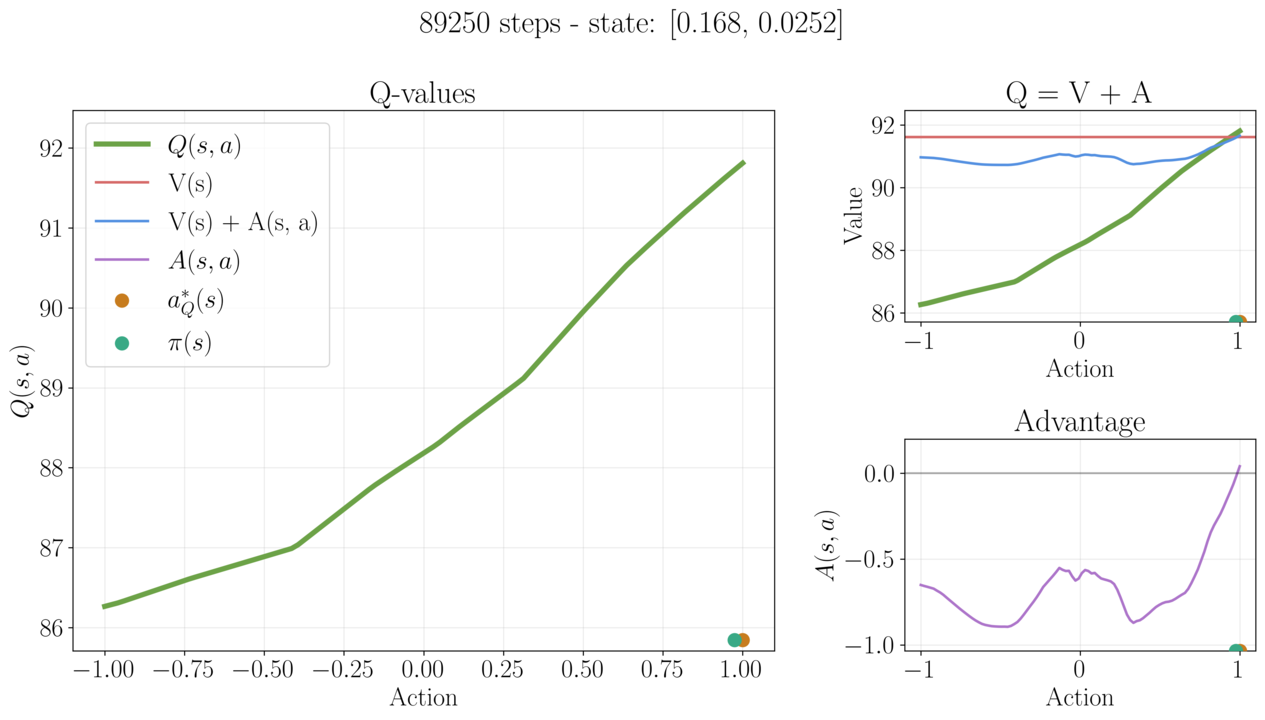 89250 steps - state: [0.168, 0.0252]
Q-values
Q(s, a)
V(s)
V(s) + A(s, a)
A(s, a)
a*_Q(s)
π(s)
Q(s, a)
92
91
90
89
88
87
86
−1.00 −0.75 −0.50 −0.25 0.00 0.25 0.50 0.75 1.00
Action
Q = V + A
Value
92
90
88
86
−1 0 1
Action
Advantage
A(s, a)
0.0
−0.5
−1.0
−1 0 1
Action